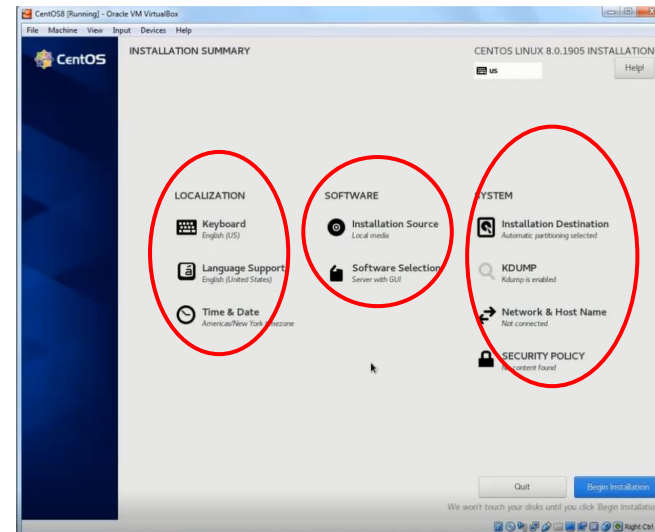 CentOS8 [Running] - Oracle VM VirtualBox
File Machine View Input Devices Help
CentOS
INSTALLATION SUMMARY
CENTOS LINUX 8.0.1905 INSTALLATION
us
Help!
LOCALIZATION
Keyboard
English (US)
Language Support
English (United States)
Time & Date
Americas/New York timezone
SOFTWARE
Installation Source
Local media
Software Selection
Server with GUI
SYSTEM
Installation Destination
Automatic partitioning selected
KDUMP
Kdump is enabled
Network & Host Name
Not connected
SECURITY POLICY
No content found
Quit
Begin Installation
We won't touch your disks until you click 'Begin Installatio
Right Ctrl